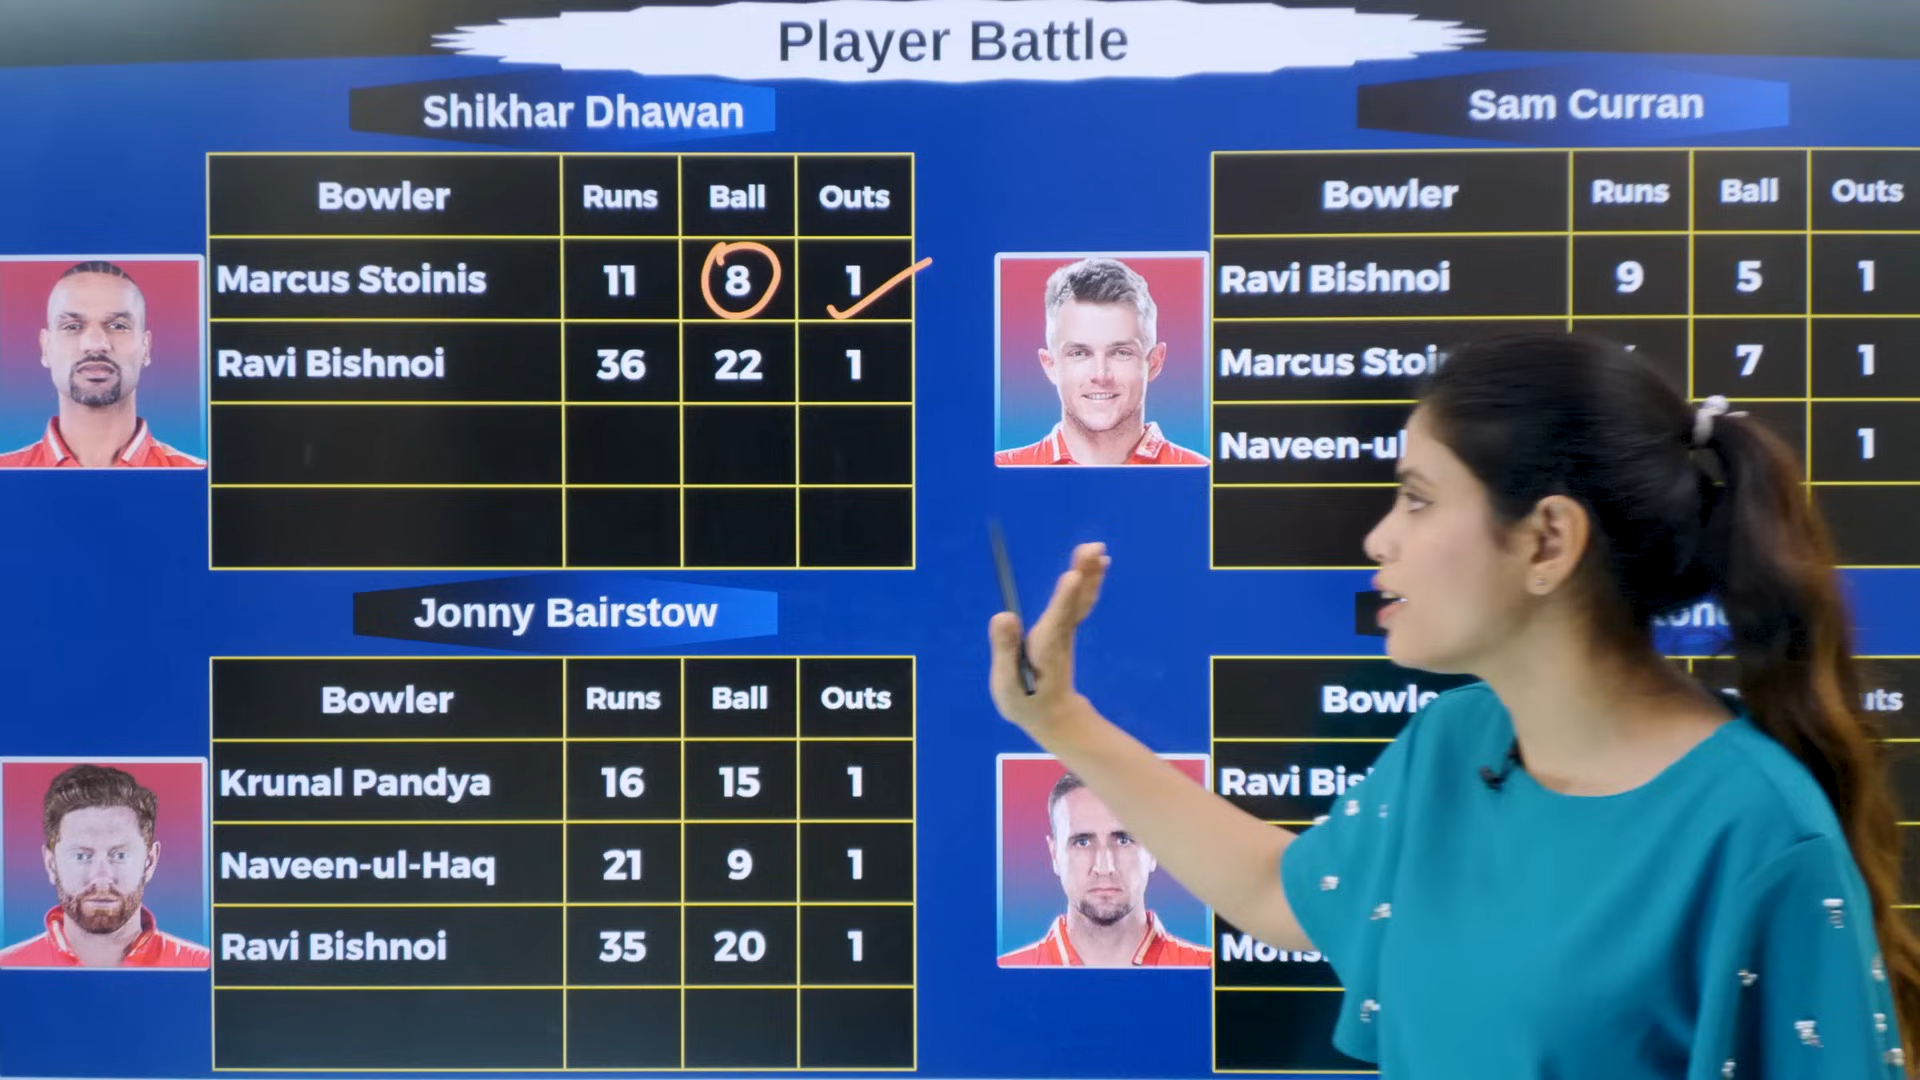 Player Battle
Shikhar Dhawan
Bowler Runs Ball Outs
Marcus Stoinis 11 8 1
Ravi Bishnoi 36 22 1
Sam Curran
Bowler Runs Ball Outs
Ravi Bishnoi 9 5 1
Marcus 7 1
1
Jonny Bairstow
Bowler Runs Ball Outs
Krunal Pandya 16 15 1
Naveen-ul-Haq 21 9 1
Ravi Bishnoi 35 20 1
Ravi